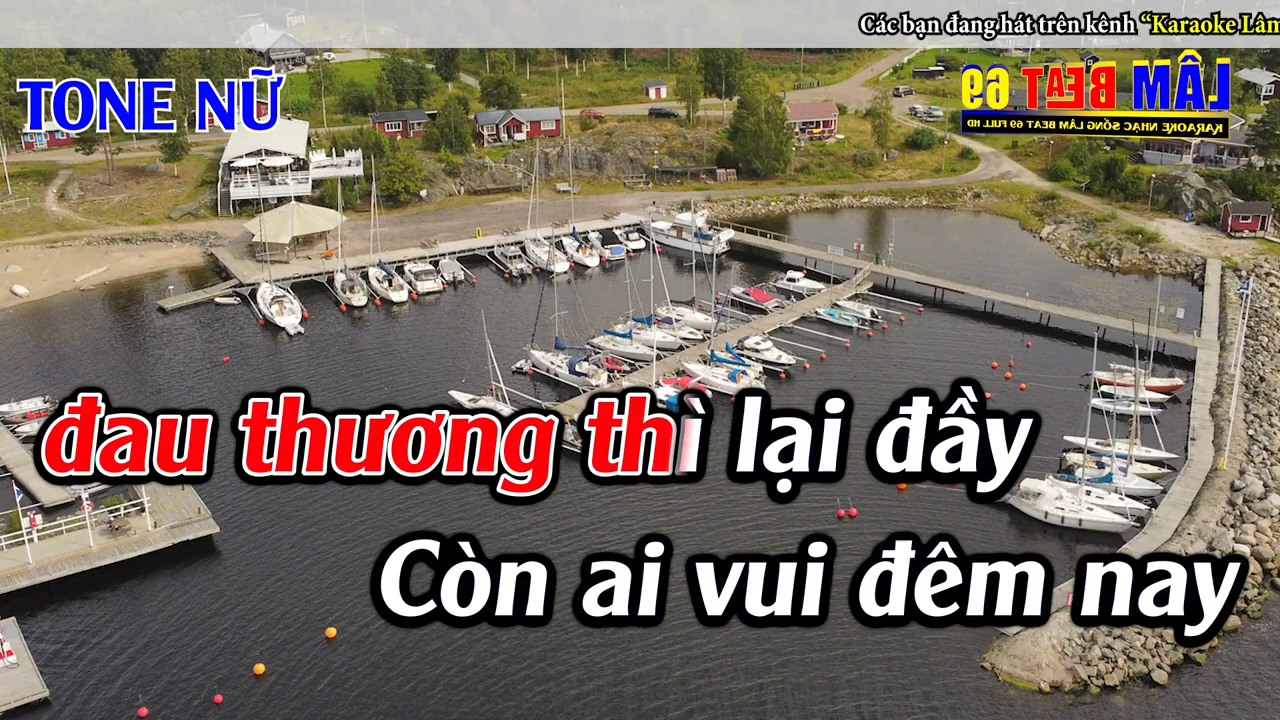 Các bạn đang hát trên kênh “Karaoke Lâm
TONE NỮ
LÂM BEAT 69
KARAOKE NHẠC SỐNG LÂM BEAT 69 FULL HD
đau thương thì lại đầy
Còn ai vui đêm nay